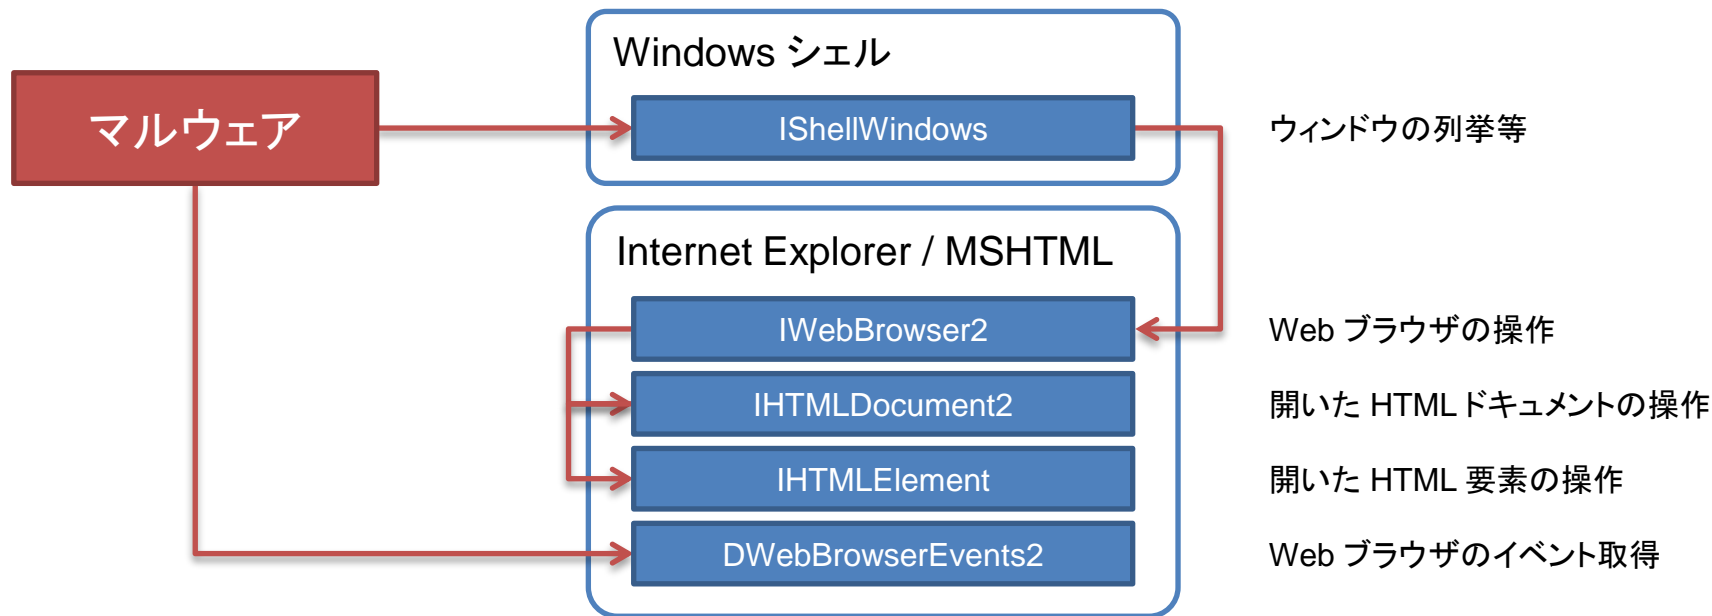 Windows シェル
マルウェア
IShellWindows
ウィンドウの列挙等
Internet Explorer / MSHTML
IWebBrowser2
Web ブラウザの操作
IHTMLDocument2
開いた HTML ドキュメントの操作
IHTMLElement
開いた HTML 要素の操作
DWebBrowserEvents2
Web ブラウザのイベント取得